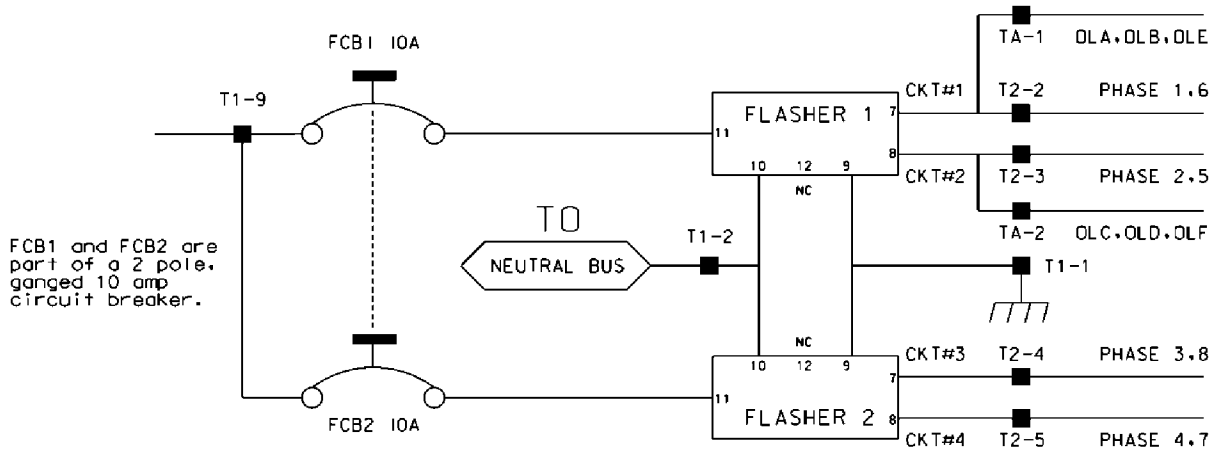 FCB1 10A
T1-9
FCB1 and FCB2 are
part of a 2 pole,
ganged 10 amp
circuit breaker.
FCB2 10A
TO
NEUTRAL BUS
T1-2
FLASHER 1
11
7
8
10 12 9
NC
CKT#1
CKT#2
TA-1 OLA,OLB,OLE
T2-2 PHASE 1,6
T2-3 PHASE 2,5
TA-2 OLC,OLD,OLF
T1-1
NC
10 12 9
11
7
8
FLASHER 2
CKT#3 T2-4 PHASE 3,8
CKT#4 T2-5 PHASE 4,7